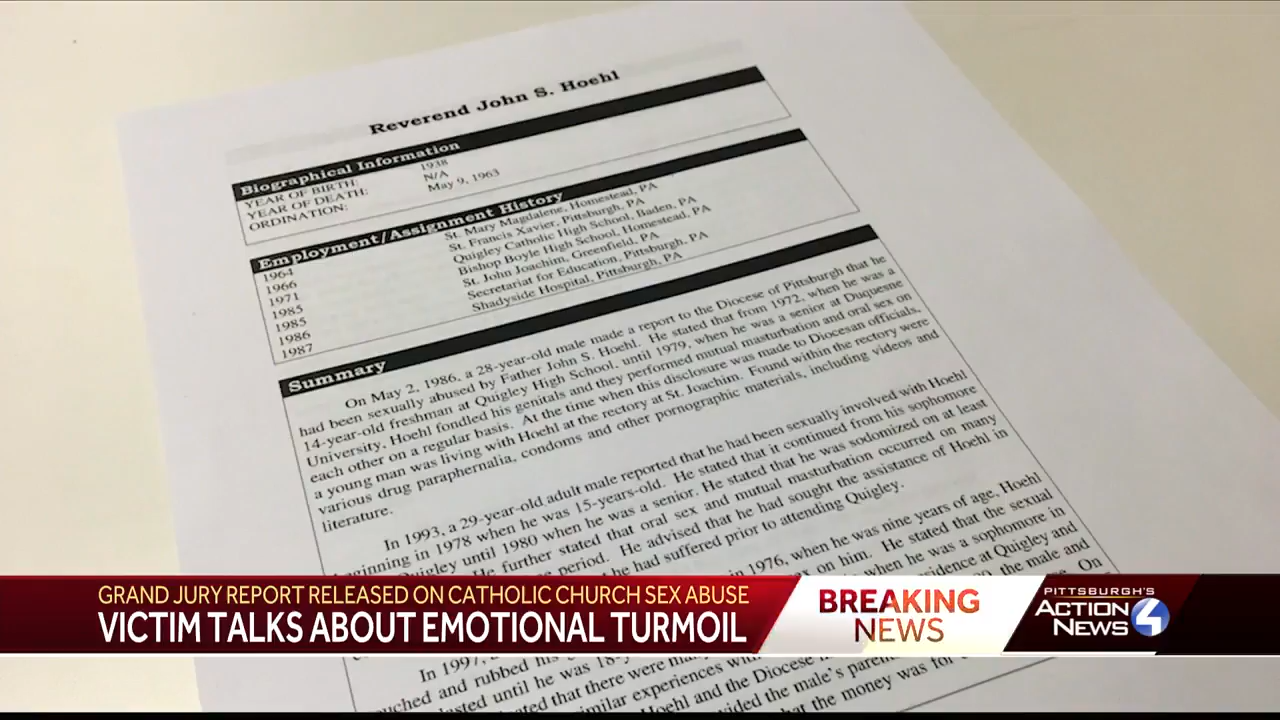 Reverend John S. Hoehl
Biographical Information
YEAR OF BIRTH: 1938
YEAR OF DEATH: N/A
ORDINATION: May 9, 1963
Employment/Assignment History
1964 St. Mary Magdalene, Homestead, PA
1966 St. Francis Xavier, Pittsburgh, PA
1971 Quigley Catholic High School, Baden, PA
1985 Bishop Boyle High School, Homestead, PA
1985 St. John Joachim, Greenfield, PA
1986 Secretariat for Education, Pittsburgh, PA
1987 Shadyside Hospital, Pittsburgh, PA
Summary
On May 2, 1986, a 28-year-old male made a report to the Diocese of Pittsburgh that he
had been sexually abused by Father John S. Hoehl. He stated that from 1972, when he was a
14-year-old freshman at Quigley High School, until 1979, when he was a senior at Duquesne
University, Hoehl fondled his genitals and they performed mutual masturbation and oral sex on
each other on a regular basis. At the time when this disclosure was made to Diocesan officials,
a young man was living with Hoehl at the rectory at St. Joachim. Found within the rectory were
various drug paraphernalia, condoms and other pornographic materials, including videos and
literature.
In 1993, a 29-year-old adult male reported that he had been sexually involved with Hoehl
beginning in 1978 when he was 15-years-old. He stated that it continued from his sophomore
Quigley until 1980 when he was a senior. He stated that he was sodomized on at least
He further stated that oral sex and mutual masturbation occurred on many
period. He advised that he had sought the assistance of Hoehl in
he had suffered prior to attending Quigley.
in 1976, when he was nine years of age, Hoehl
on him. He stated that the sexual
when he was a sophomore in
at Quigley and
the male and
On
GRAND JURY REPORT RELEASED ON CATHOLIC CHURCH SEX ABUSE
VICTIM TALKS ABOUT EMOTIONAL TURMOIL
BREAKING
NEWS
PITTSBURGH'S
ACTION
NEWS 4
In 1997,
and rubbed his
until he was
that there were
experiences
Hoehl and the Diocese
the male's
that the money was for